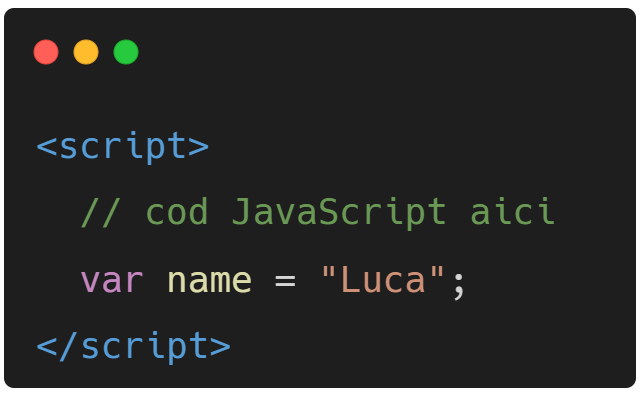 <script>
// cod JavaScript aici
var name = "Luca";
</script>